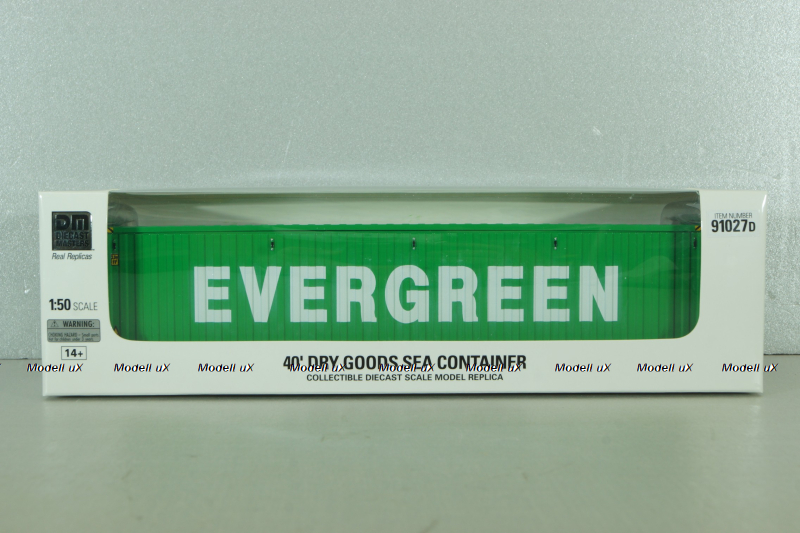 DM
DIECAST
MASTERS
Real Replicas
ITEM NUMBER
91027D
EVERGREEN
1:50 SCALE
WARNING:
14+
40' DRY GOODS SEA CONTAINER
Modell uX Modell uX Modell uX Modell uX Modell uX Modell uX Modell uX Modell uX Modell uX
COLLECTIBLE DIECAST SCALE MODEL REPLICA